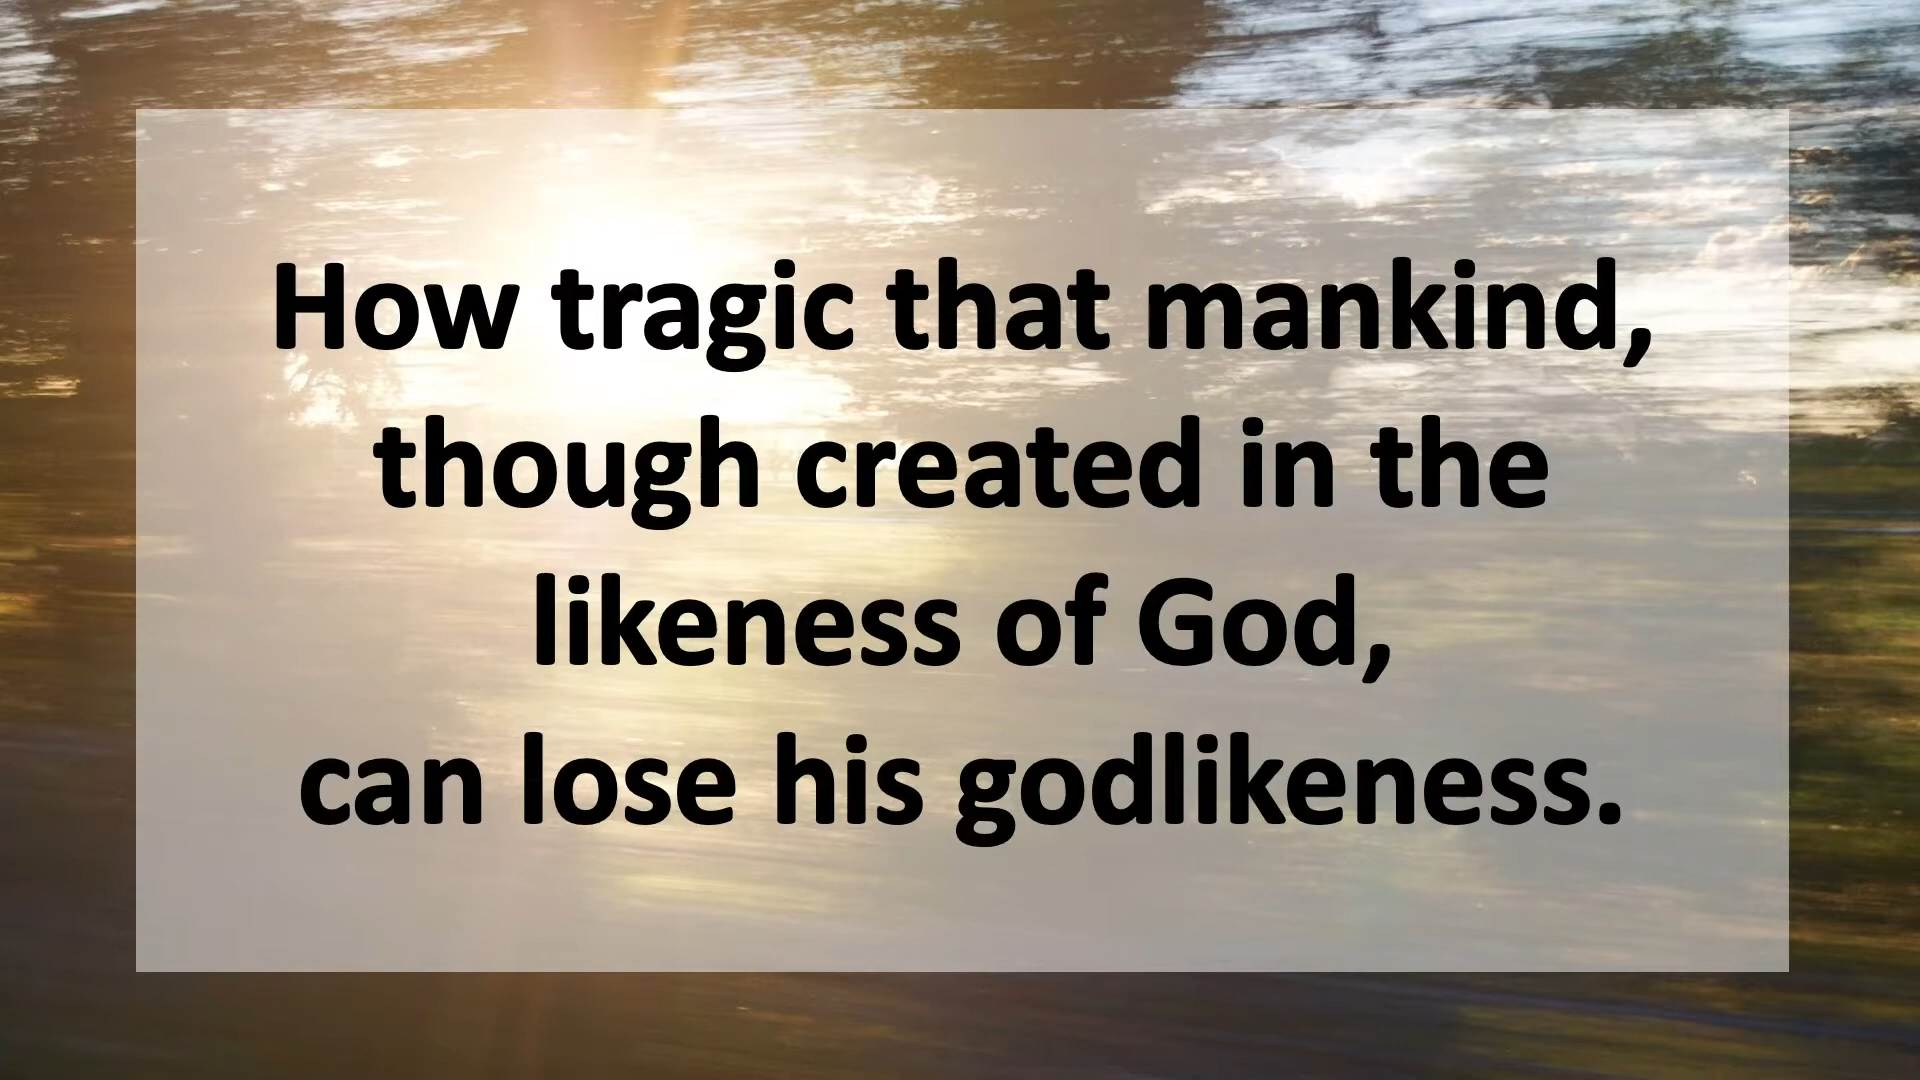 How tragic that mankind,
though created in the
likeness of God,
can lose his godlikeness.